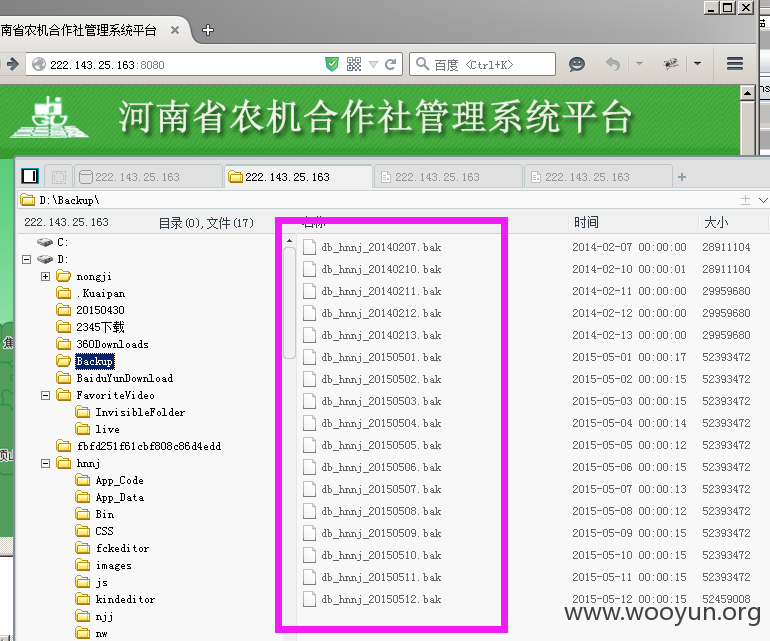 南省农机合作社管理系统平台
222.143.25.163:8080
百度 <Ctrl+K>
河南省农机合作社管理系统平台
222.143.25.163
222.143.25.163
222.143.25.163
222.143.25.163
D:\Backup\
222.143.25.163 目录(0),文件(17) 名称 时间 大小
C:
D:
nongji
.Kuaipan
20150430
2345下载
360Downloads
Backup
BaiduYunDownload
FavoriteVideo
InvisibleFolder
live
fbfd251f61cbf808c86d4edd
hnnj
App_Code
App_Data
Bin
CSS
fckeditor
images
js
kindeditor
njj
nw
db_hnnj_20140207.bak 2014-02-07 00:00:00 28911104
db_hnnj_20140210.bak 2014-02-10 00:00:01 28911104
db_hnnj_20140211.bak 2014-02-11 00:00:00 29959680
db_hnnj_20140212.bak 2014-02-12 00:00:00 29959680
db_hnnj_20140213.bak 2014-02-13 00:00:00 29959680
db_hnnj_20150501.bak 2015-05-01 00:00:17 52393472
db_hnnj_20150502.bak 2015-05-02 00:00:15 52393472
db_hnnj_20150503.bak 2015-05-03 00:00:15 52393472
db_hnnj_20150504.bak 2015-05-04 00:00:14 52393472
db_hnnj_20150505.bak 2015-05-05 00:00:12 52393472
db_hnnj_20150506.bak 2015-05-06 00:00:15 52393472
db_hnnj_20150507.bak 2015-05-07 00:00:13 52393472
db_hnnj_20150508.bak 2015-05-08 00:00:12 52393472
db_hnnj_20150509.bak 2015-05-09 00:00:15 52393472
db_hnnj_20150510.bak 2015-05-10 00:00:15 52393472
db_hnnj_20150511.bak 2015-05-11 00:00:15 52393472
db_hnnj_20150512.bak 2015-05-12 00:00:15 52459008
www.wooyun.org